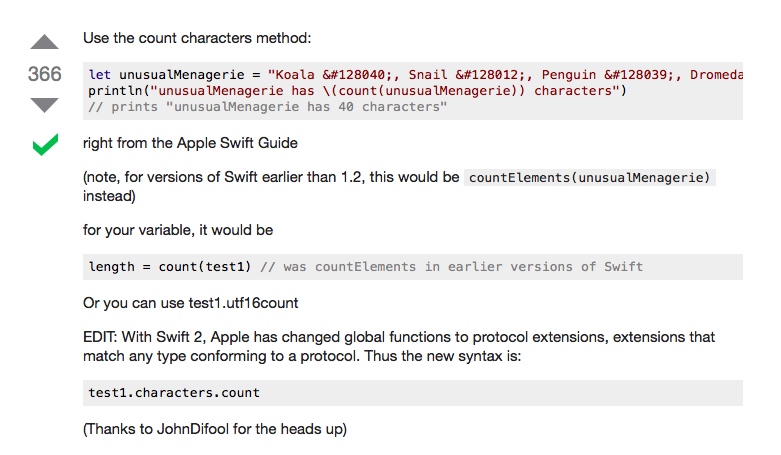 Use the count characters method:
366
let unusualMenagerie = "Koala &#128040;, Snail &#128012;, Penguin &#128039;, Dromeda
println("unusualMenagerie has \(count(unusualMenagerie)) characters")
// prints "unusualMenagerie has 40 characters"
right from the Apple Swift Guide
(note, for versions of Swift earlier than 1.2, this would be countElements(unusualMenagerie)
instead)
for your variable, it would be
length = count(test1) // was countElements in earlier versions of Swift
Or you can use test1.utf16count
EDIT: With Swift 2, Apple has changed global functions to protocol extensions, extensions that
match any type conforming to a protocol. Thus the new syntax is:
test1.characters.count
(Thanks to JohnDifool for the heads up)